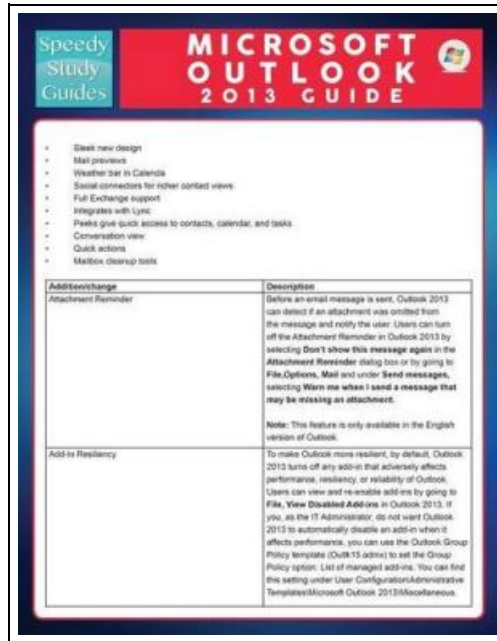 Speedy
Study
Guides
MICROSOFT
OUTLOOK
2013 GUIDE
Sleek new design
Mail previews
Weather bar in Calenda
Social connectors for richer contact views
Full Exchange support
Integrates with Lync
Peeks give quick access to contacts, calendar, and tasks
Conversation view
Quick actions
Mailbox cleanup tools
Addition/change
Description
Attachment Reminder
Before an email message is sent, Outlook 2013
can detect if an attachment was omitted from
the message and notify the user. Users can turn
off the Attachment Reminder in Outlook 2013 by
selecting Don't show this message again in the
Attachment Reminder dialog box or by going to
File,Options, Mail and under Send messages,
selecting Warn me when I send a message that
may be missing an attachment.
Note: This feature is only available in the English
version of Outlook.
Add-In Resiliency
To make Outlook more resilient, by default, Outlook
2013 turns off any add-in that adversely affects
performance, resiliency, or reliability of Outlook.
Users can view and re-enable add-ins by going to
File, View Disabled Add-ins in Outlook 2013. If
you, as the IT Administrator, do not want Outlook
2013 to automatically disable an add-in when it
affects performance, you can use the Outlook Group
Policy template (Outlk15.admx) to set the Group
Policy option: List of managed add-ins. You can find
this setting under User Configuration\Administrative
Templates\Microsoft Outlook 2013\Miscellaneous.